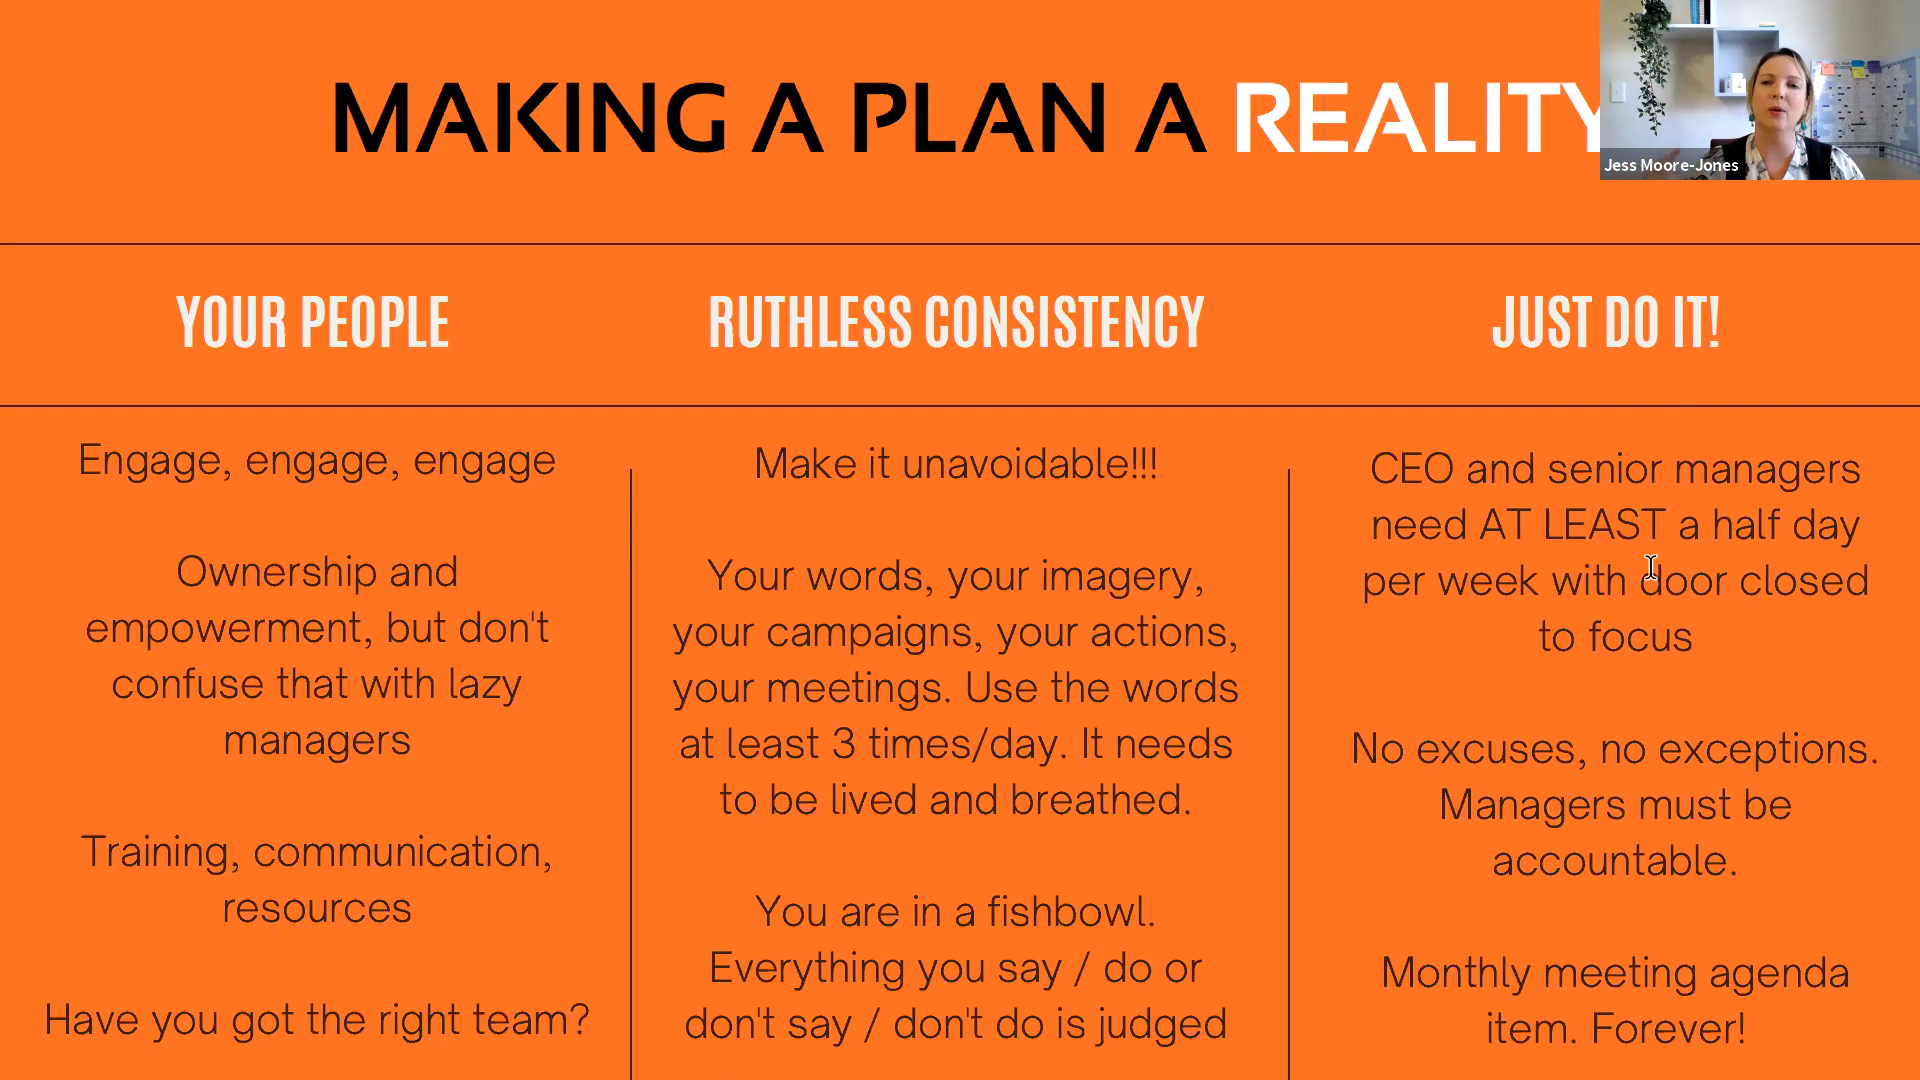 MAKING A PLAN A REALITY
Jess Moore-Jones
YOUR PEOPLE
Engage, engage, engage
Ownership and
empowerment, but don't
confuse that with lazy
managers
Training, communication,
resources
Have you got the right team?
RUTHLESS CONSISTENCY
Make it unavoidable!!!
Your words, your imagery,
your campaigns, your actions,
your meetings. Use the words
at least 3 times/day. It needs
to be lived and breathed.
You are in a fishbowl.
Everything you say / do or
don't say / don't do is judged
JUST DO IT!
CEO and senior managers
need AT LEAST a half day
per week with door closed
to focus
No excuses, no exceptions.
Managers must be
accountable.
Monthly meeting agenda
item. Forever!